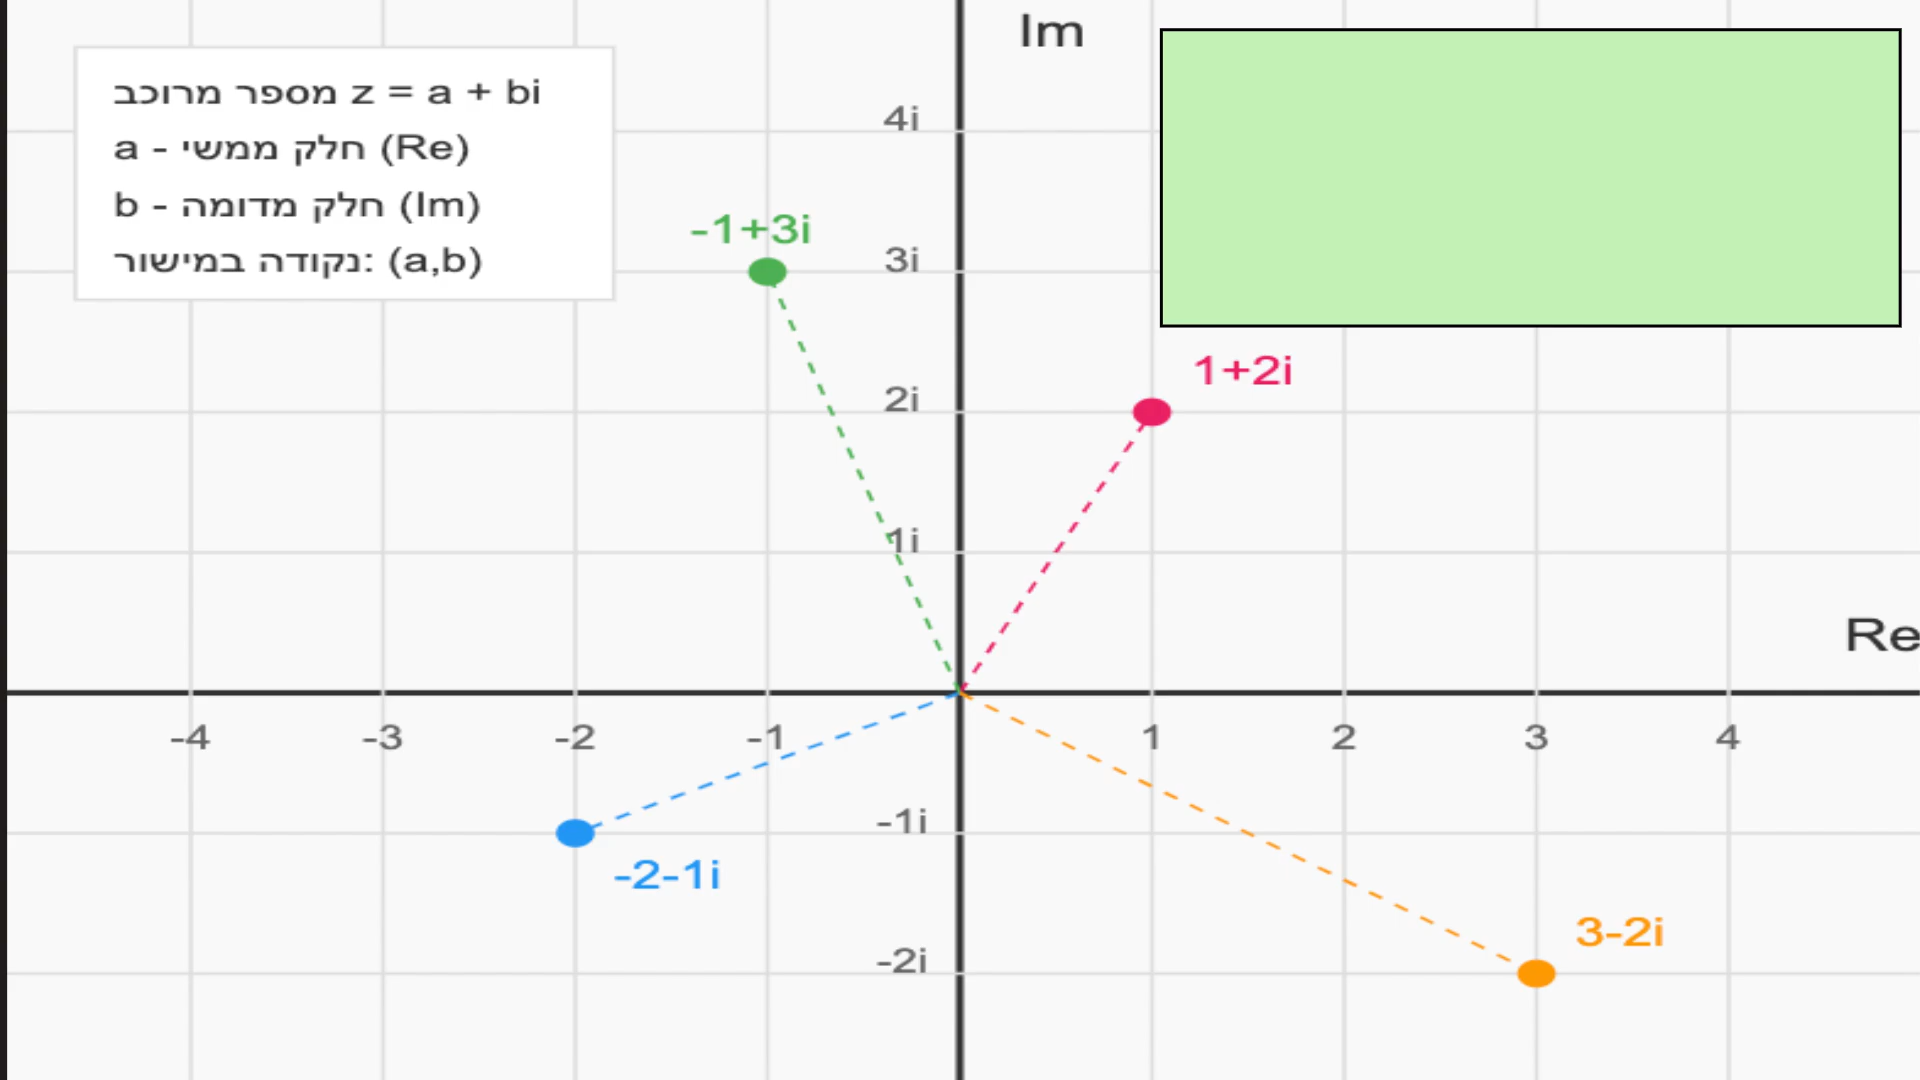 Im
מספר מרוכב z = a + bi
a - חלק ממשי (Re)
b - חלק מדומה (Im)
נקודה במישור: (a,b)
4i
-1+3i
3i
1+2i
2i
1i
Re
-4 -3 -2 -1 1 2 3 4
-1i
-2-1i
3-2i
-2i